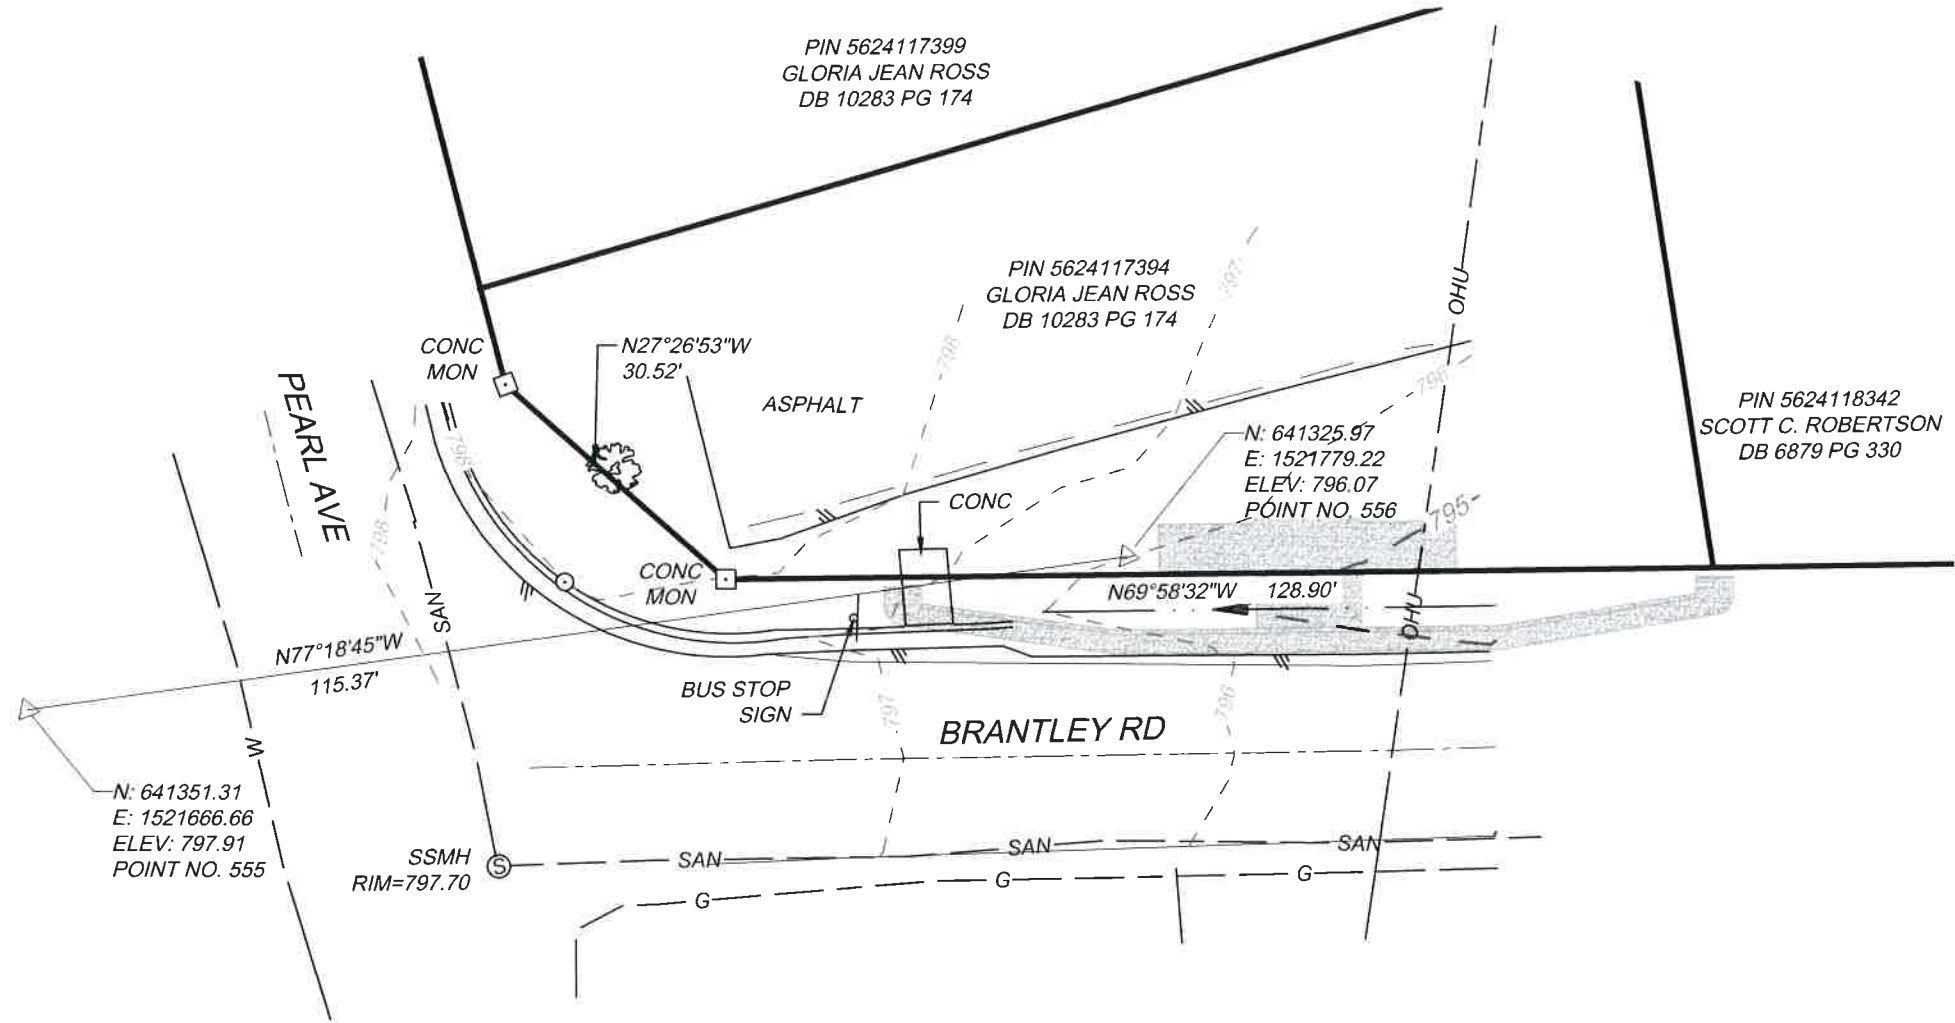 PIN 5624117399
GLORIA JEAN ROSS
DB 10283 PG 174
PIN 5624117394
GLORIA JEAN ROSS
DB 10283 PG 174
797
OHU
798
CONC
MON
N27°26'53"W
30.52'
PEARL AVE
ASPHALT
796
PIN 5624118342
SCOTT C. ROBERTSON
DB 6879 PG 330
N: 641325.97
E: 1521779.22
ELEV: 796.07
POINT NO. 556
798
798
CONC
795
CONC
MON
N69°58'32"W 128.90'
SAN
OHU
N77°18'45"W
115.37'
BUS STOP
SIGN
797
796
BRANTLEY RD
W
N: 641351.31
E: 1521666.66
ELEV: 797.91
POINT NO. 555
SSMH
RIM=797.70
S
SAN
SAN
SAN
G
G
G